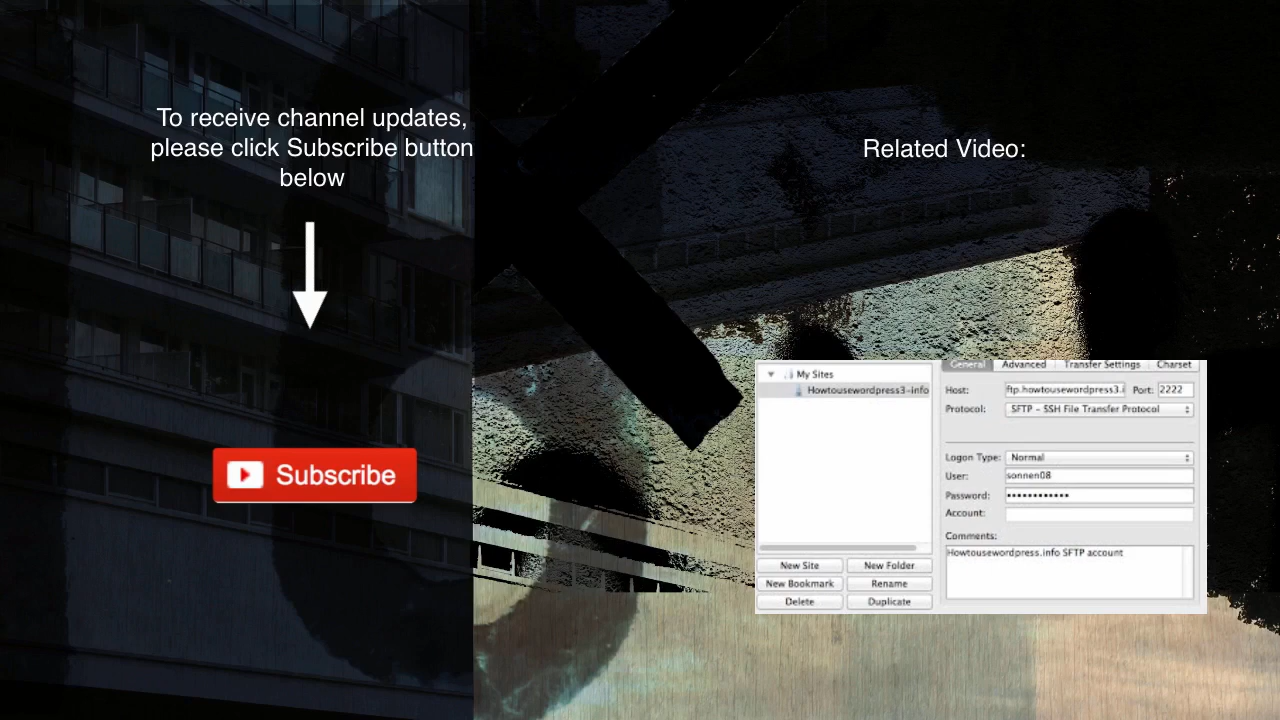 To receive channel updates,
please click Subscribe button
below
Subscribe
Related Video:
My Sites
Howtousewordpress3-info
New Site New Folder
New Bookmark Rename
Delete Duplicate
General Advanced Transfer Settings Charset
Host: ftp.howtousewordpress3.i Port: 2222
Protocol: SFTP - SSH File Transfer Protocol
Logon Type: Normal
User: sonnen08
Password: ••••••••••••
Account:
Comments:
Howtousewordpress.info SFTP account